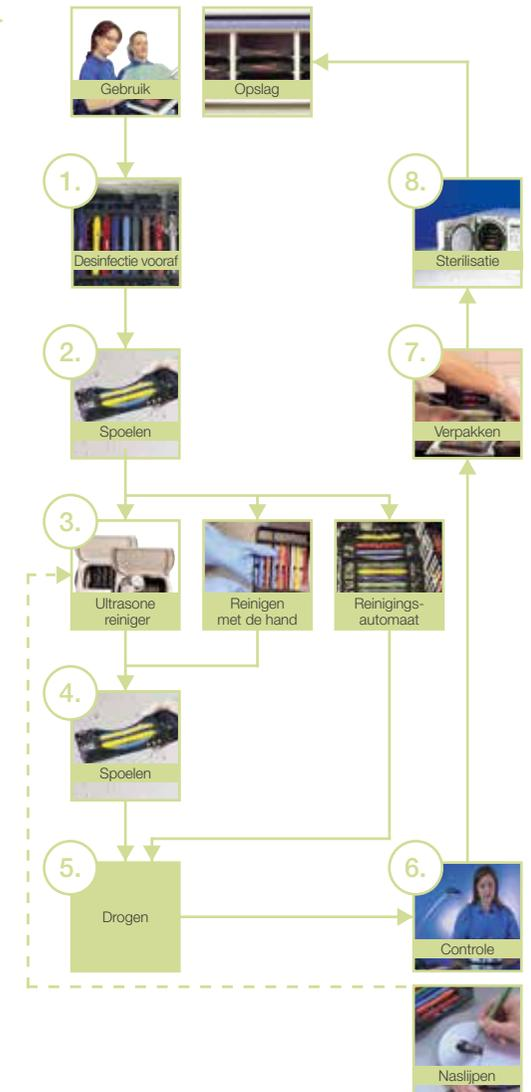 Gebruik
Opslag
1.
Desinfectie vooraf
8.
Sterilisatie
2.
Spoelen
7.
Verpakken
3.
Ultrasone
reiniger
Reinigen
met de hand
Reinigings-
automaat
4.
Spoelen
5.
Drogen
6.
Controle
Naslijpen